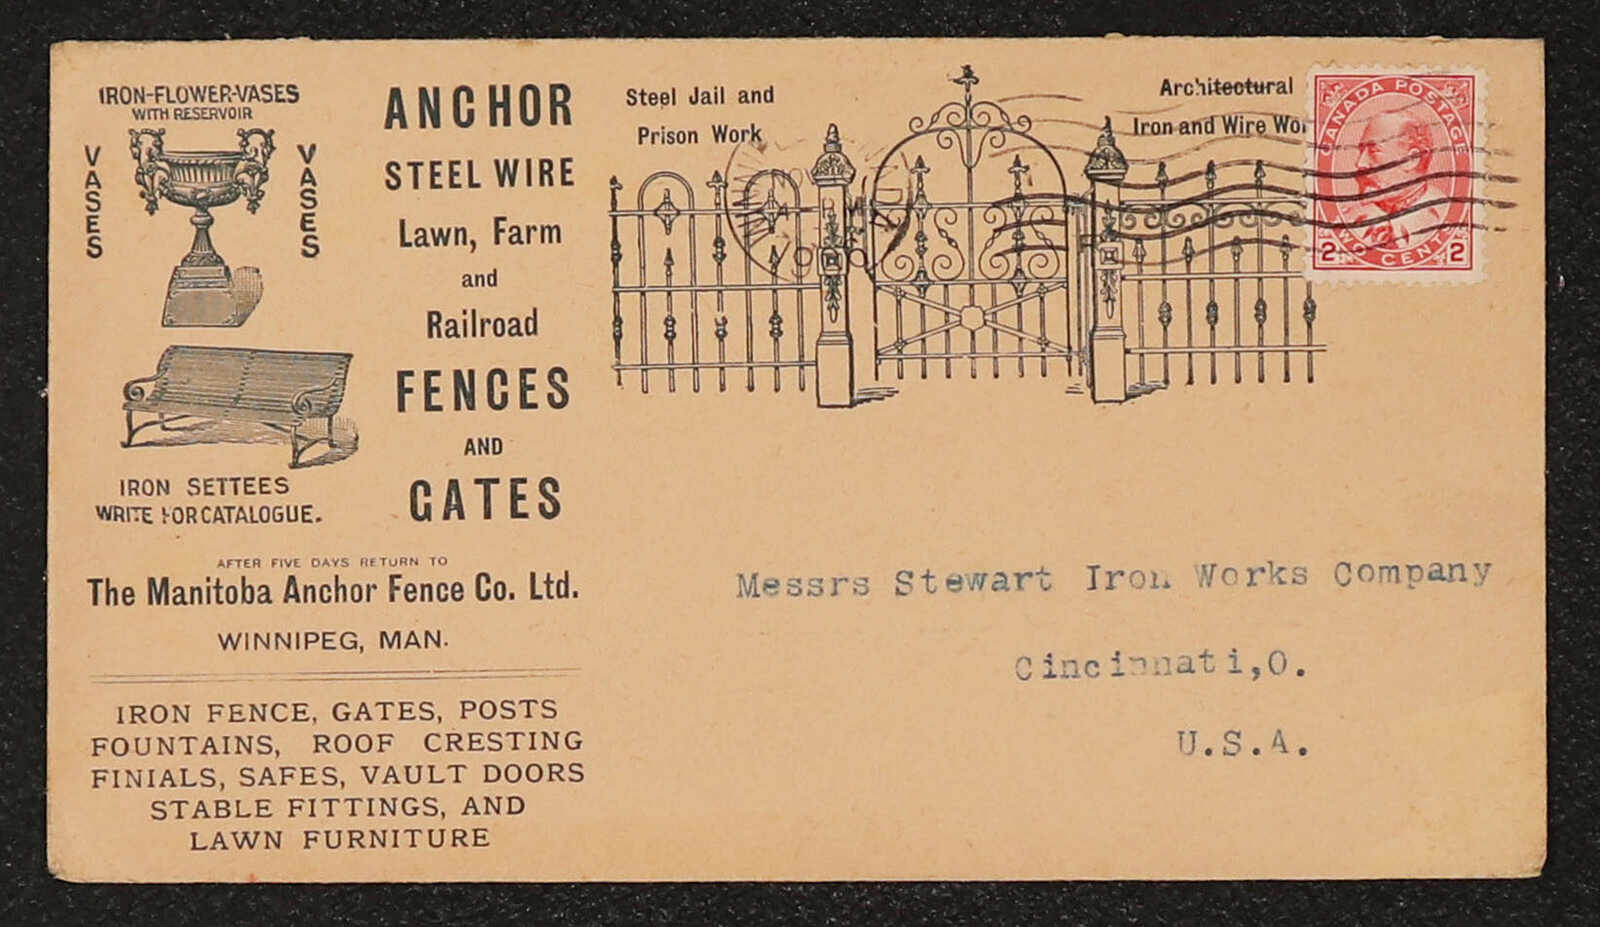 IRON-FLOWER-VASES
WITH RESERVOIR
VASES
VASES
IRON SETTEES
WRITE FOR CATALOGUE.
ANCHOR
STEEL WIRE
Lawn, Farm
and
Railroad
FENCES
AND
GATES
Steel Jail and
Prison Work
Architectural
Iron and Wire Wor
CANADA POSTAGE
TWO CENTS
2 2
AFTER FIVE DAYS RETURN TO
The Manitoba Anchor Fence Co. Ltd.
WINNIPEG, MAN.
IRON FENCE, GATES, POSTS
FOUNTAINS, ROOF CRESTING
FINIALS, SAFES, VAULT DOORS
STABLE FITTINGS, AND
LAWN FURNITURE
Messrs Stewart Iron Works Company
Cincinnati,O.
U.S.A.